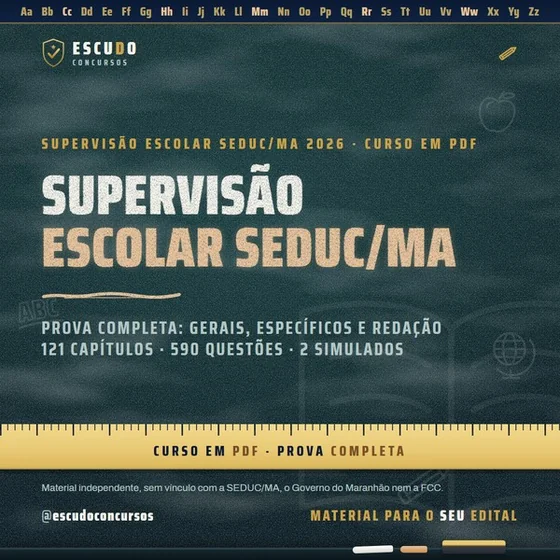 Aa Bb Cc Dd Ee Ff Gg Hh Ii Jj Kk Ll Mm Nn Oo Pp Qq Rr Ss Tt Uu Vv Ww Xx Yy Zz
ESCUDO
CONCURSOS
SUPERVISÃO ESCOLAR SEDUC/MA 2026 · CURSO EM PDF
SUPERVISÃO
ESCOLAR SEDUC/MA
ABC
PROVA COMPLETA: GERAIS, ESPECÍFICOS E REDAÇÃO
121 CAPÍTULOS · 590 QUESTÕES · 2 SIMULADOS
CURSO EM PDF · PROVA COMPLETA
Material independente, sem vínculo com a SEDUC/MA, o Governo do Maranhão nem a FCC.
@escudoconcursos
MATERIAL PARA O SEU EDITAL